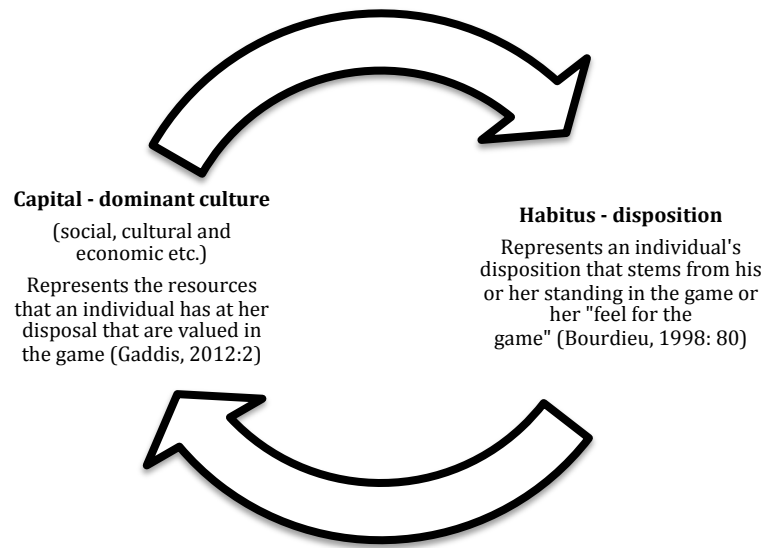 Capital - dominant culture
(social, cultural and
economic etc.)
Represents the resources
that an individual has at her
disposal that are valued in
the game (Gaddis, 2012:2)
Habitus - disposition
Represents an individual's
disposition that stems from his
or her standing in the game or
her "feel for the
game" (Bourdieu, 1998: 80)